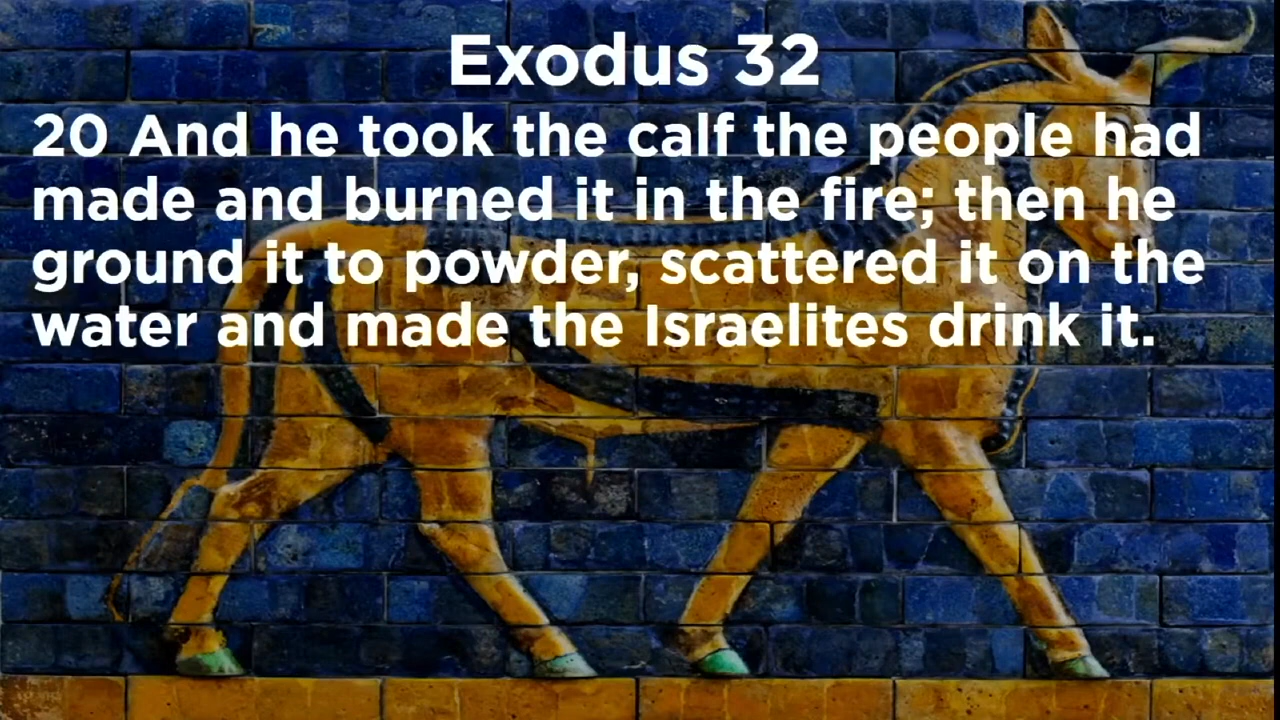 Exodus 32
20 And he took the calf the people had
made and burned it in the fire; then he
ground it to powder, scattered it on the
water and made the Israelites drink it.